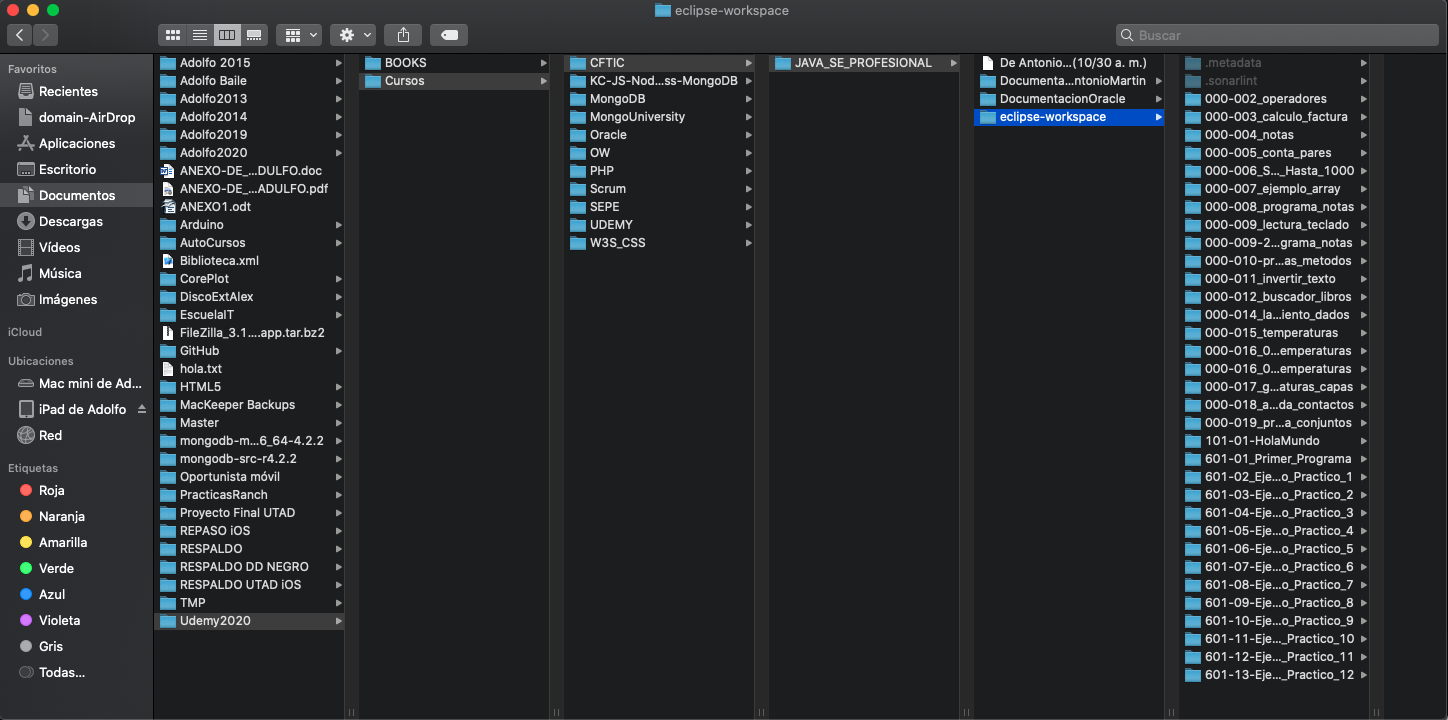 eclipse-workspace
Buscar
Favoritos
Recientes
domain-AirDrop
Aplicaciones
Escritorio
Documentos
Descargas
Vídeos
Música
Imágenes
iCloud
Ubicaciones
Mac mini de Ad...
iPad de Adolfo
Red
Etiquetas
Roja
Naranja
Amarilla
Verde
Azul
Violeta
Gris
Todas...
Adolfo 2015
Adolfo Baile
Adolfo2013
Adolfo2014
Adolfo2019
Adolfo2020
ANEXO-DE_...DULFO.doc
ANEXO-DE_...ADULFO.pdf
ANEXO1.odt
Arduino
AutoCursos
Biblioteca.xml
CorePlot
DiscoExtAlex
EscuelaIT
FileZilla_3.1....app.tar.bz2
GitHub
hola.txt
HTML5
MacKeeper Backups
Master
mongodb-m...6_64-4.2.2
mongodb-src-r4.2.2
Oportunista móvil
PracticasRanch
Proyecto Final UTAD
REPASO iOS
RESPALDO
RESPALDO DD NEGRO
RESPALDO UTAD iOS
TMP
Udemy2020
BOOKS
Cursos
CFTIC
KC-JS-Nod...ss-MongoDB
MongoDB
MongoUniversity
Oracle
OW
PHP
Scrum
SEPE
UDEMY
W3S_CSS
JAVA_SE_PROFESIONAL
De Antonio...(10/30 a. m.)
Documenta...ntonioMartin
DocumentacionOracle
eclipse-workspace
.metadata
.sonarlint
000-002_operadores
000-003_calculo_factura
000-004_notas
000-005_conta_pares
000-006_S..._Hasta_1000
000-007_ejemplo_array
000-008_programa_notas
000-009_lectura_teclado
000-009-2...grama_notas
000-010-pr...as_metodos
000-011_invertir_texto
000-012_buscador_libros
000-014_la...iento_dados
000-015_temperaturas
000-016_0...emperaturas
000-016_0...emperaturas
000-017_g...aturas_capas
000-018_a...da_contactos
000-019_pr...a_conjuntos
101-01-HolaMundo
601-01_Primer_Programa
601-02_Eje...o_Practico_1
601-03-Eje...o_Practico_2
601-04-Eje...o_Practico_3
601-05-Eje...o_Practico_4
601-06-Eje...o_Practico_5
601-07-Eje...o_Practico_6
601-08-Eje...o_Practico_7
601-09-Eje...o_Practico_8
601-10-Eje...o_Practico_9
601-11-Eje..._Practico_10
601-12-Eje..._Practico_11
601-13-Eje..._Practico_12